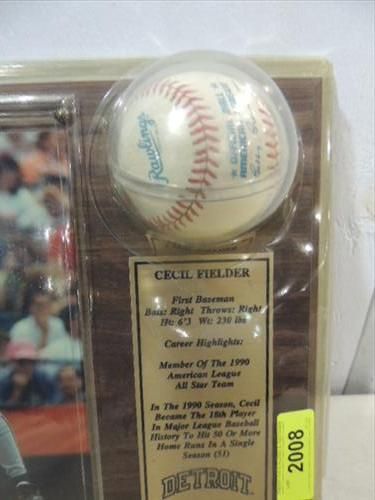 Rawlings
CECIL FIELDER
First Baseman
Bats: Right Throws: Right
Ht: 6'3 Wt: 230 lbs
Career Highlights:
Member Of The 1990
American League
All Star Team
In The 1990 Season, Cecil
Became The 18th Player
In Major League Baseball
History To Hit 50 Or More
Home Runs In A Single
Season (51)
DETROIT
2008